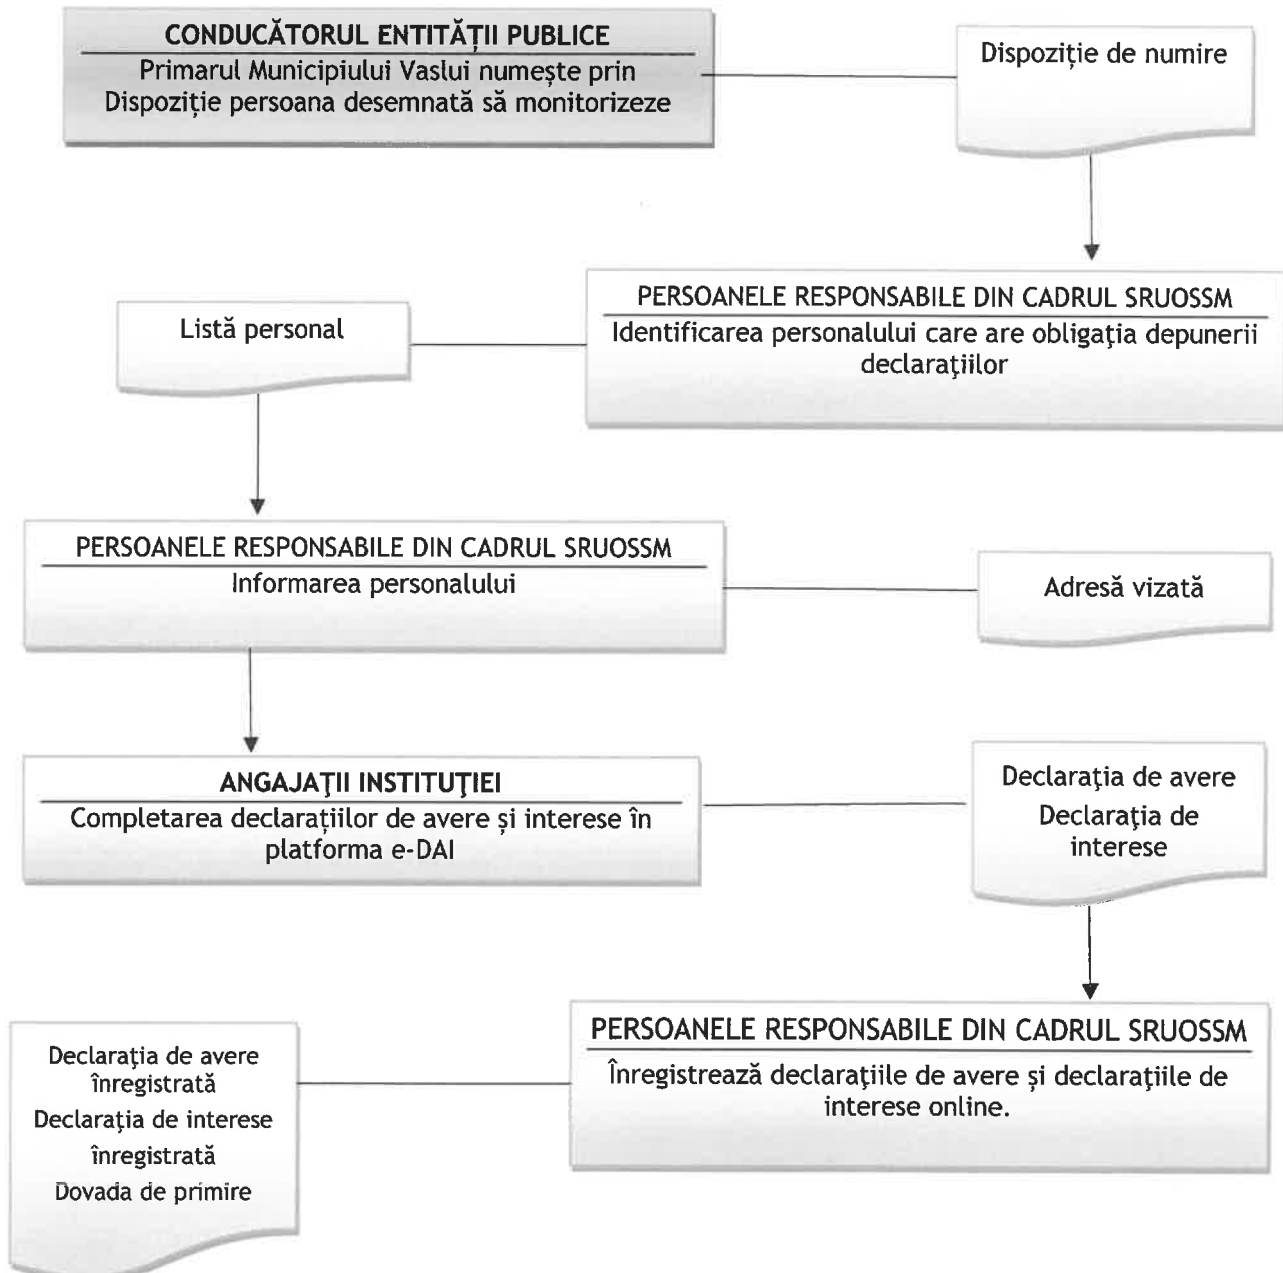 CONDUCĂTORUL ENTITĂȚII PUBLICE
Primarul Municipiului Vaslui numește prin
Dispoziție persoana desemnată să monitorizeze
Dispoziție de numire
PERSOANELE RESPONSABILE DIN CADRUL SRUOSSM
Identificarea personalului care are obligaţia depunerii
declaraţiilor
Listă personal
PERSOANELE RESPONSABILE DIN CADRUL SRUOSSM
Informarea personalului
Adresă vizată
ANGAJAŢII INSTITUŢIEI
Completarea declarațiilor de avere și interese în
platforma e-DAI
Declaraţia de avere
Declaraţia de
interese
PERSOANELE RESPONSABILE DIN CADRUL SRUOSSM
Înregistrează declaraţiile de avere și declaraţiile de
interese online.
Declaraţia de avere
înregistrată
Declaraţia de interese
înregistrată
Dovada de primire